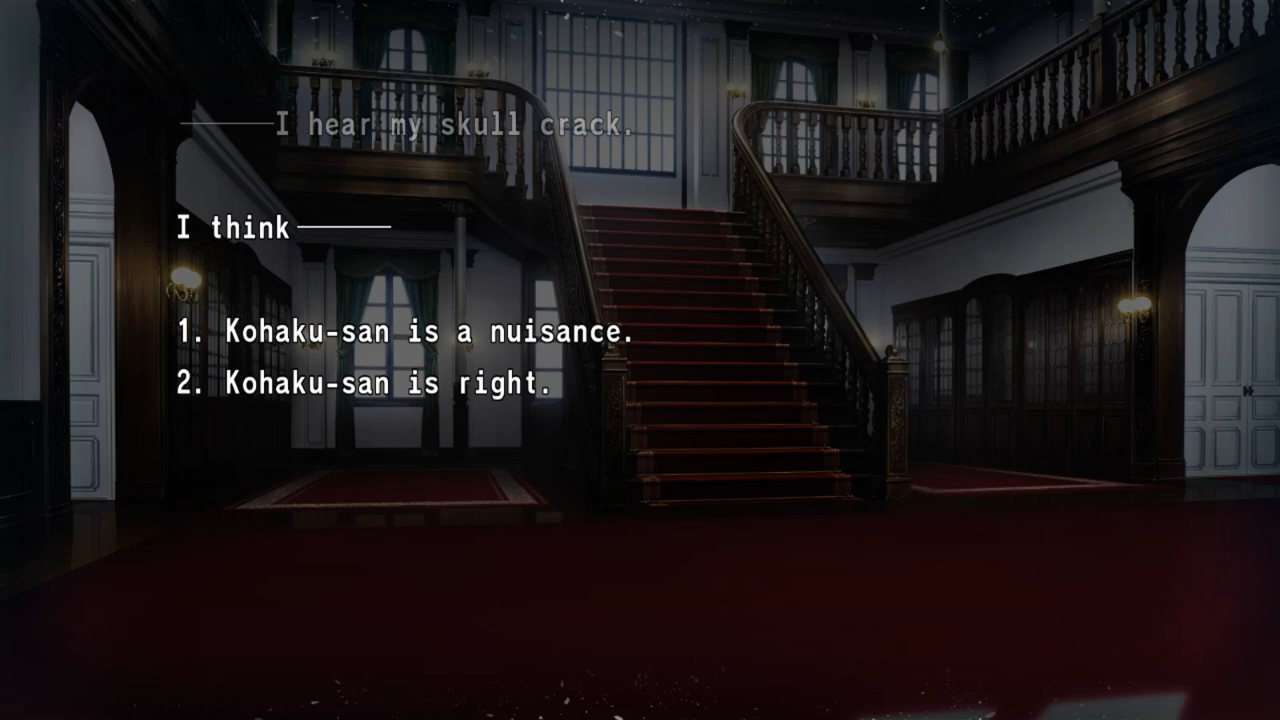 ———I hear my skull crack.
I think———
1. Kohaku-san is a nuisance.
2. Kohaku-san is right.